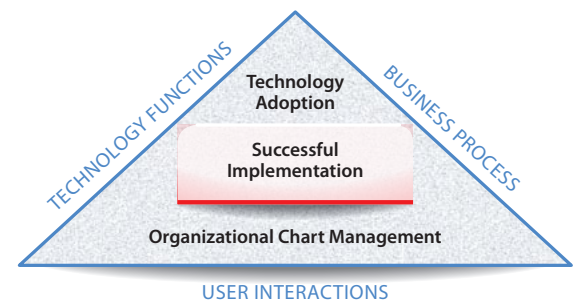 TECHNOLOGY FUNCTIONS
BUSINESS PROCESS
Technology
Adoption
Successful
Implementation
Organizational Chart Management
USER INTERACTIONS